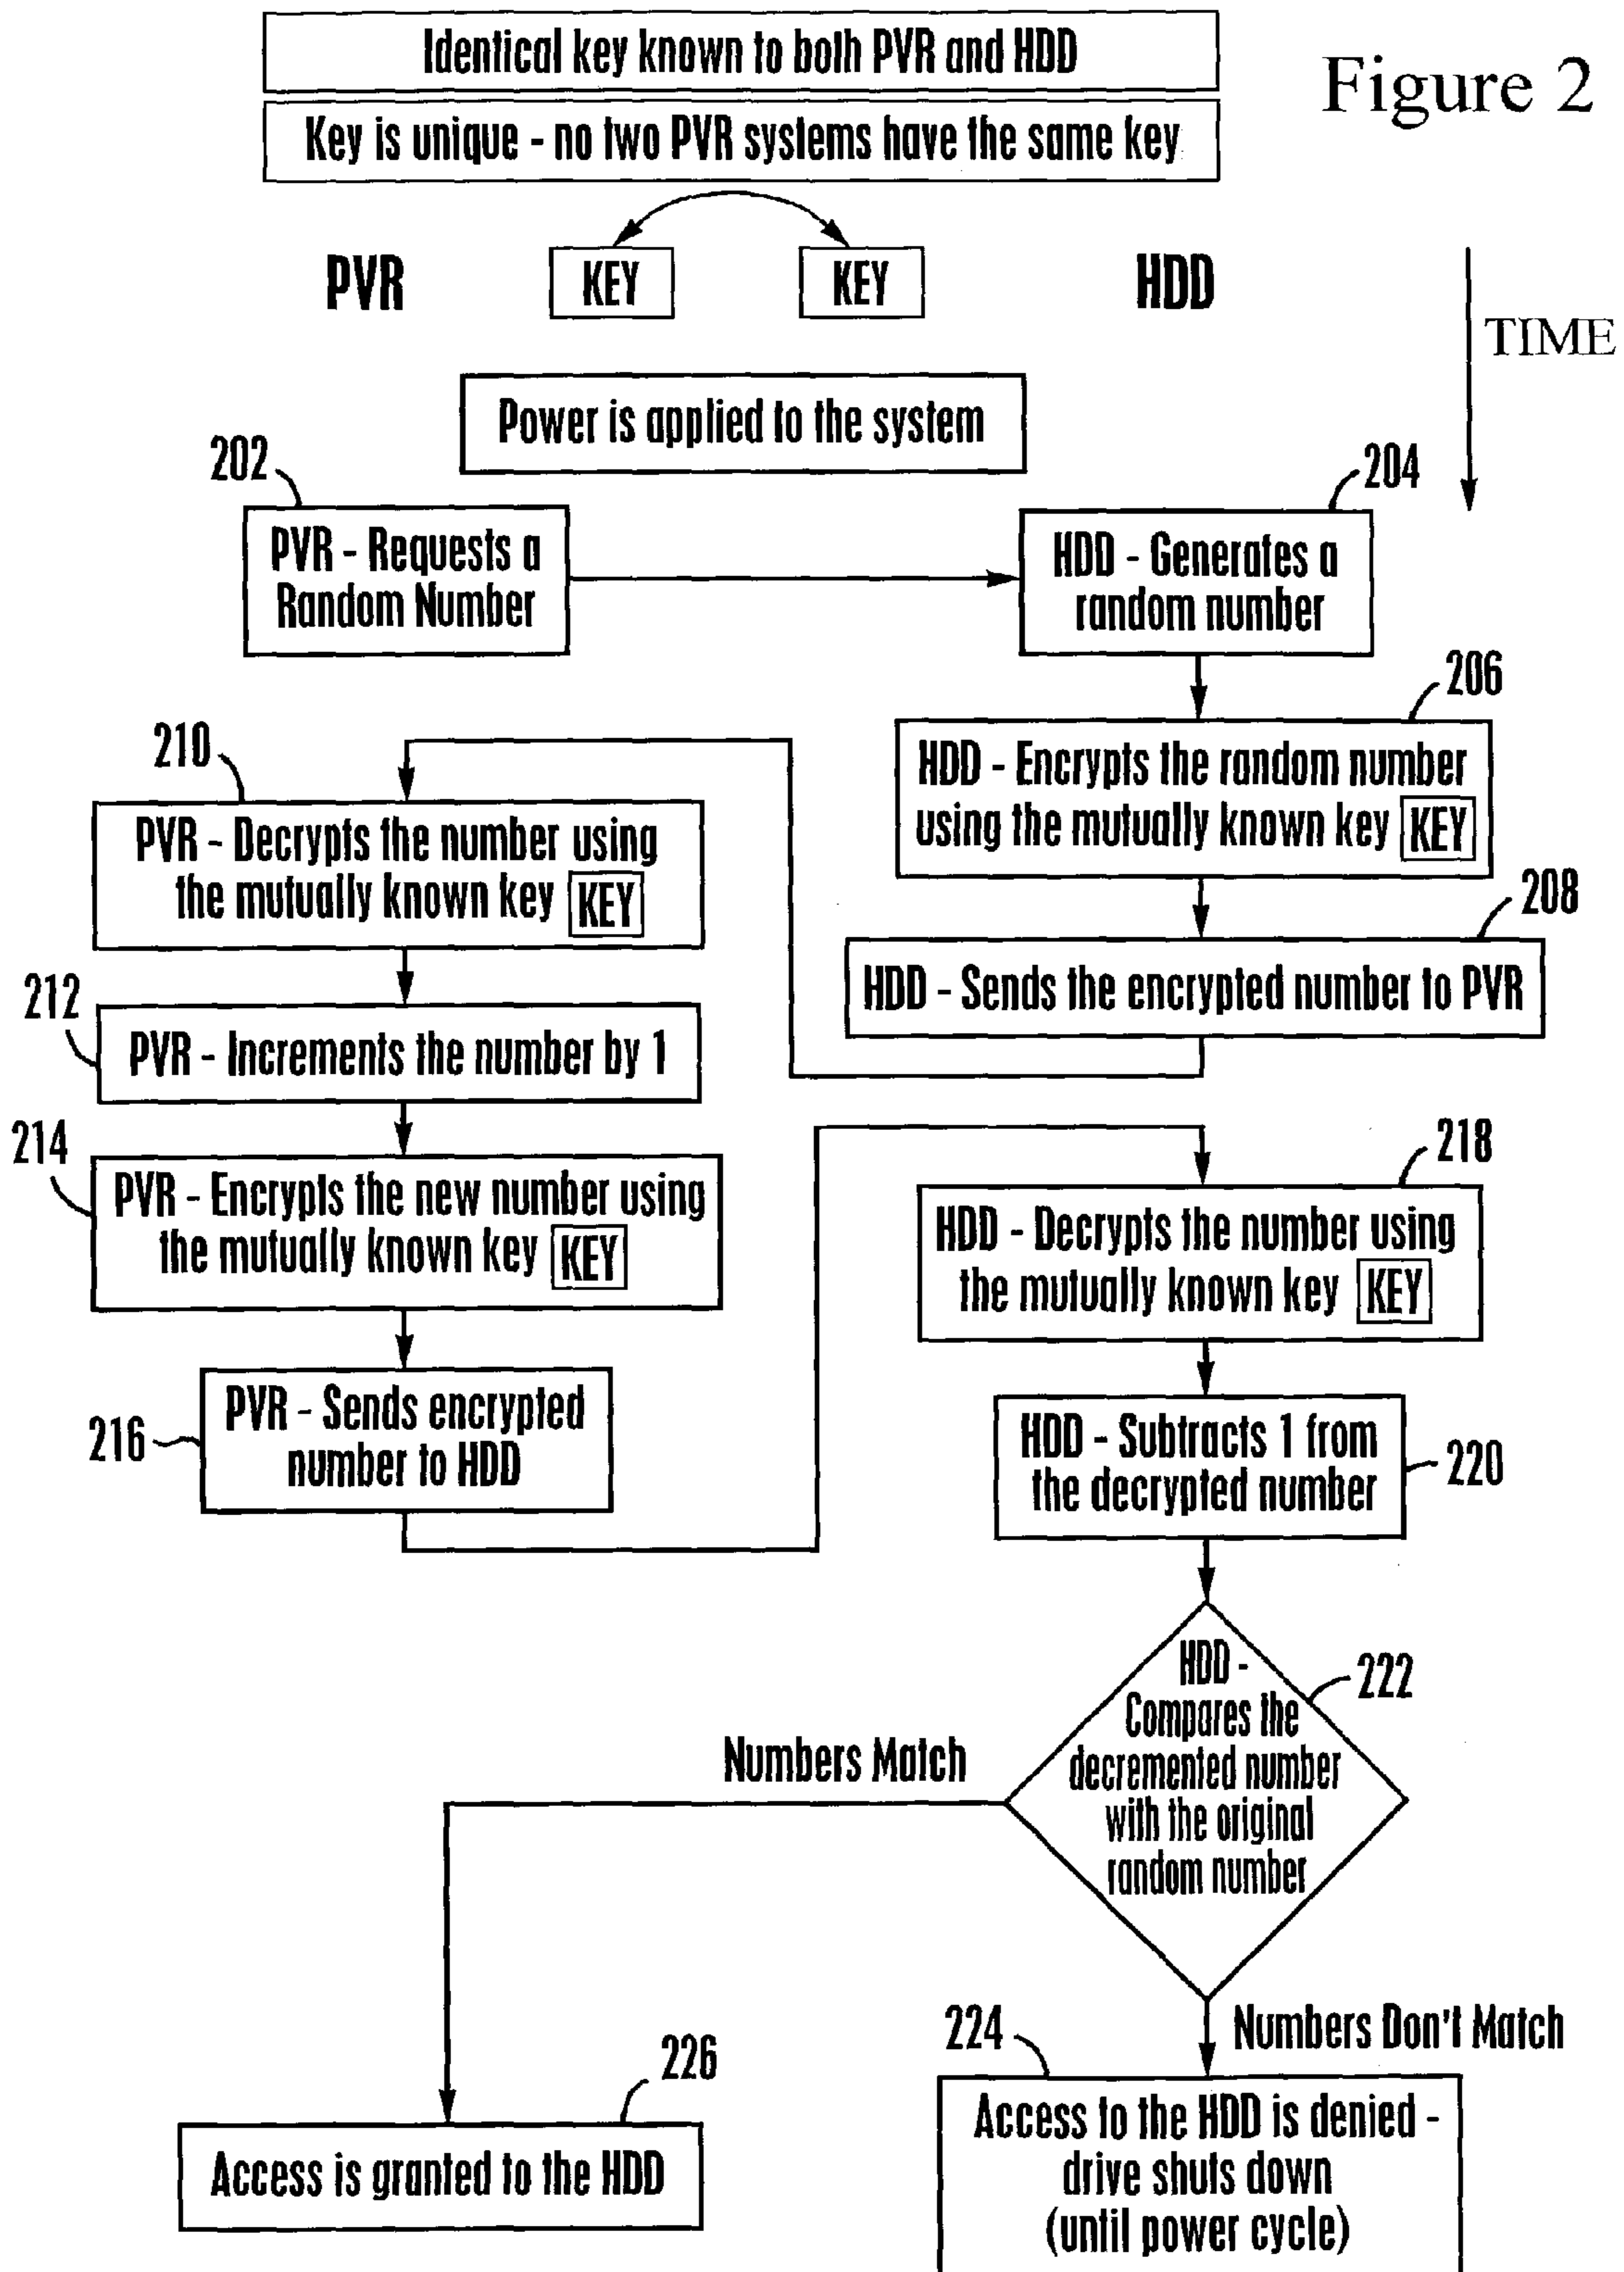 Identical key known to both PVR and HDD
Figure 2
Key is unique - no two PVR systems have the same key
PVR
KEY
KEY
HDD
TIME
Power is applied to the system
202
204
PVR - Requests a
Random Number
HDD - Generates a
random number
206
HDD - Encrypts the random number
using the mutually known key KEY
208
HDD - Sends the encrypted number to PVR
210
PVR - Decrypts the number using
the mutually known key KEY
212
PVR - Increments the number by 1
214
PVR - Encrypts the new number using
the mutually known key KEY
216
PVR - Sends encrypted
number to HDD
218
HDD - Decrypts the number using
the mutually known key KEY
HDD - Subtracts 1 from
the decrypted number
220
HDD -
Compares the
decremented number
with the original
random number
222
Numbers Match
Numbers Don't Match
224
Access to the HDD is denied -
drive shuts down
(until power cycle)
226
Access is granted to the HDD